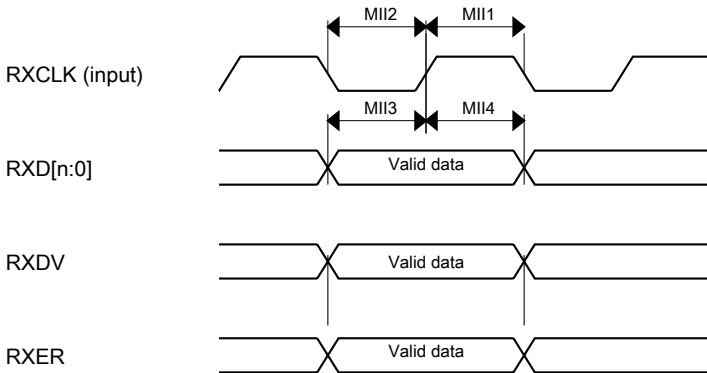 MII2 MII1
RXCLK (input)
MII3 MII4
RXD[n:0] Valid data
RXDV Valid data
RXER Valid data